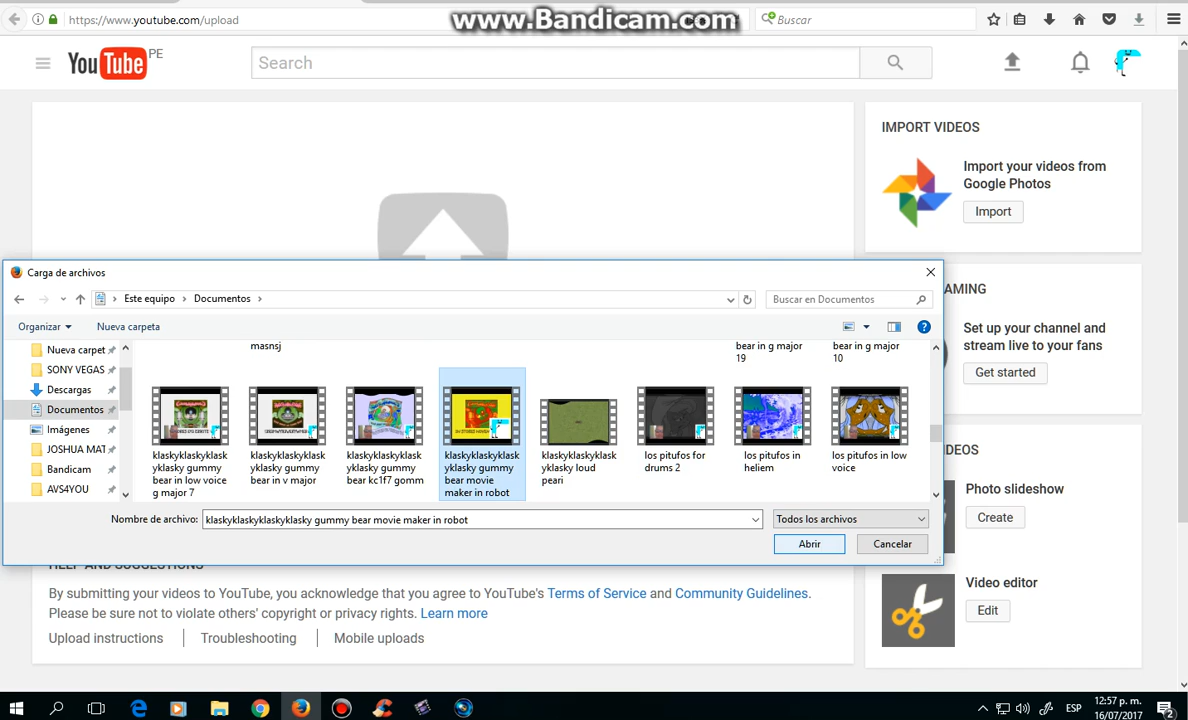 https://www.youtube.com/upload
www.Bandicam.com
Buscar
YouTube PE
Search
IMPORT VIDEOS
Import your videos from
Google Photos
Import
AMING
Set up your channel and
stream live to your fans
Get started
EDEOS
Photo slideshow
Create
Video editor
Edit
Carga de archivos
Este equipo
Documentos
Buscar en Documentos
Organizar
Nueva carpeta
Nueva carpet
SONY VEGAS
Descargas
Documentos
Imágenes
JOSHUA MAT
Bandicam
AVS4YOU
masnsj
bear in g major
19
bear in g major
10
klaskyklaskyklask
yklasky gummy
bear in low voice
g major 7
klaskyklaskyklask
yklasky gummy
bear in v major
klaskyklaskyklask
yklasky gummy
bear kc1f7 gomm
klaskyklaskyklask
yklasky gummy
bear movie
maker in robot
klaskyklaskyklask
yklasky loud
peari
los pitufos for
drums 2
los pitufos in
heliem
los pitufos in low
voice
Nombre de archivo:
klaskyklaskyklaskyklasky gummy bear movie maker in robot
Todos los archivos
Abrir
Cancelar
HELP AND SUGGESTIONS
By submitting your videos to YouTube, you acknowledge that you agree to YouTube's Terms of Service and Community Guidelines.
Please be sure not to violate others' copyright or privacy rights. Learn more
Upload instructions
Troubleshooting
Mobile uploads
ESP
12:57 p. m.
16/07/2017
2